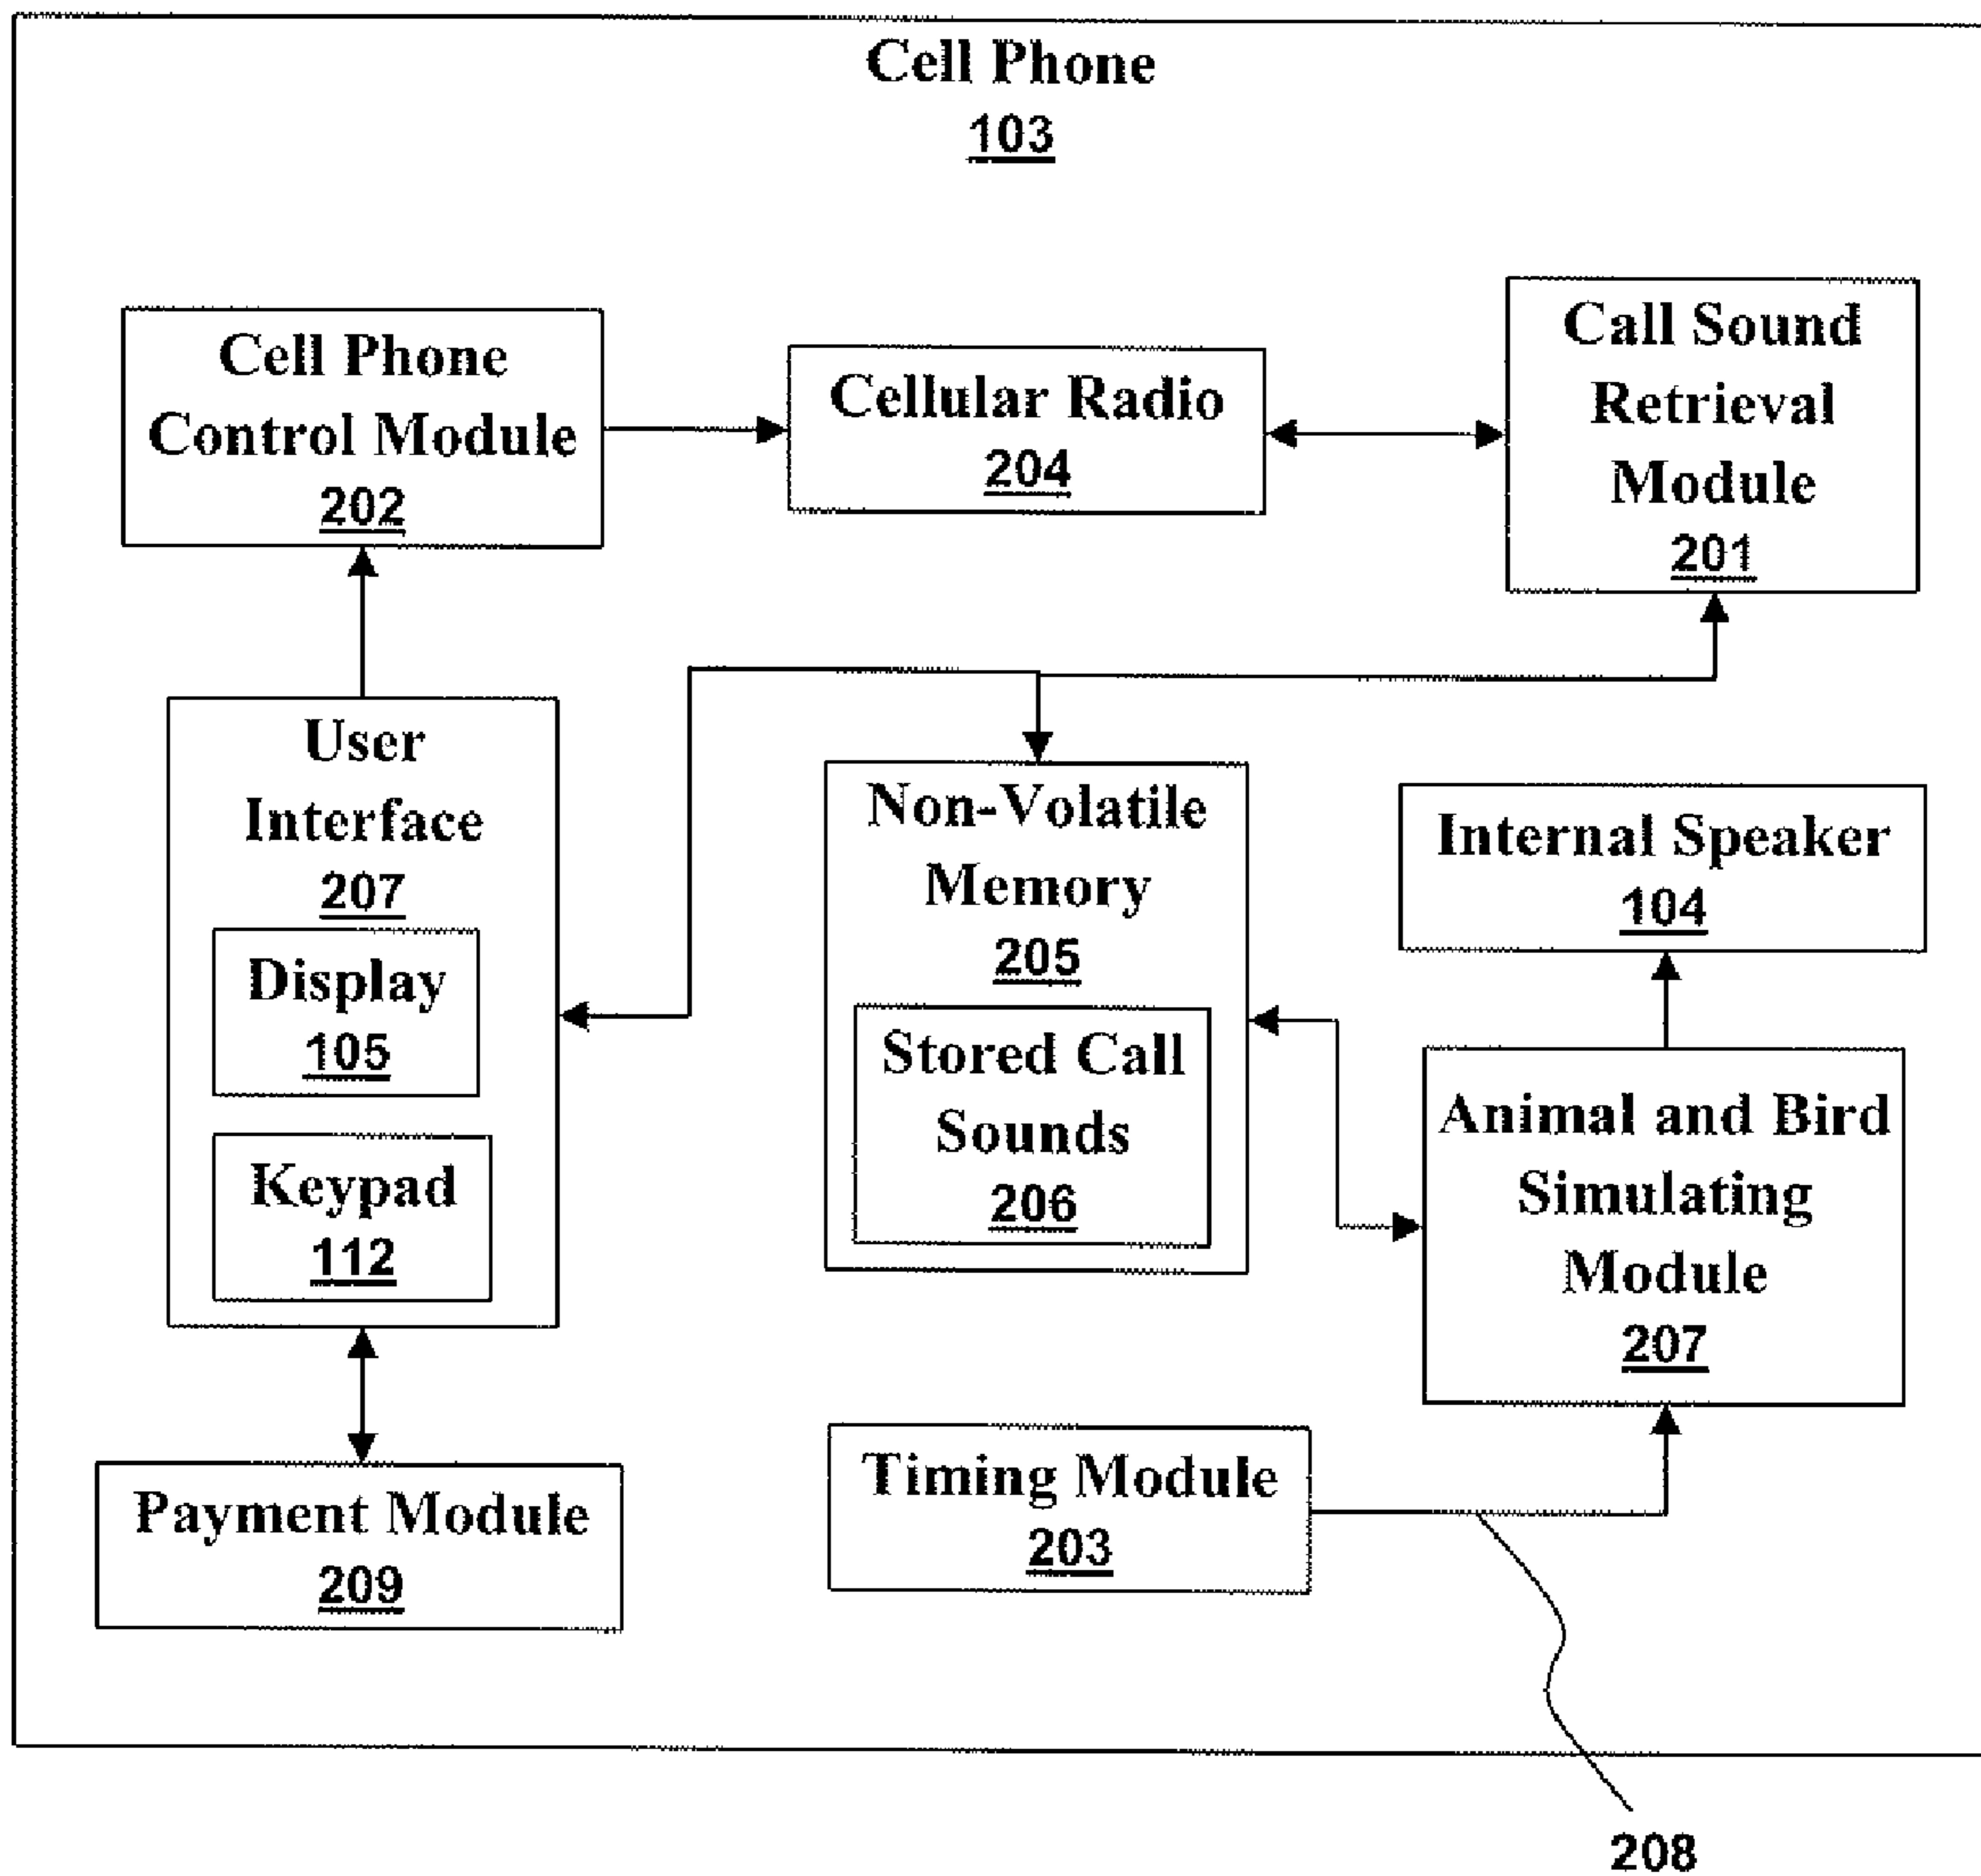 Cell Phone
103
Cell Phone
Control Module
202
Cellular Radio
204
Call Sound
Retrieval
Module
201
User
Interface
207
Display
105
Keypad
112
Non-Volatile
Memory
205
Stored Call
Sounds
206
Internal Speaker
104
Animal and Bird
Simulating
Module
207
Payment Module
209
Timing Module
203
208